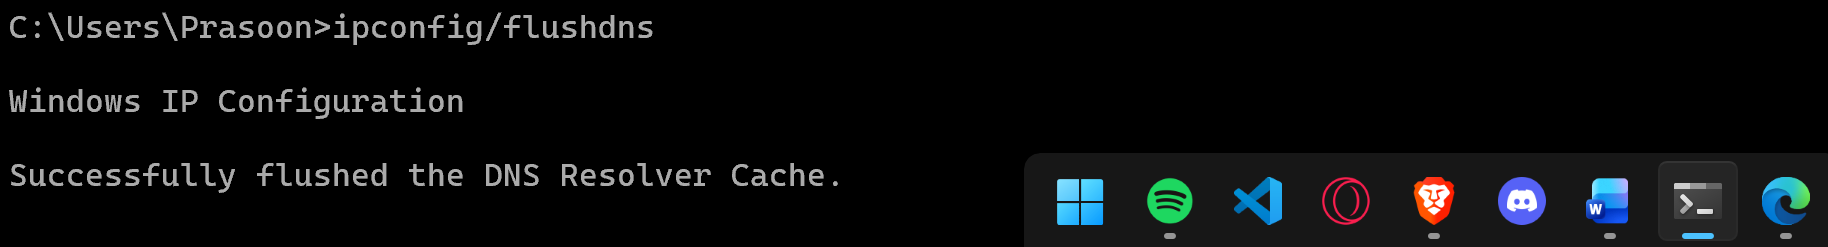 C:\Users\Prasoon>ipconfig/flushdns
Windows IP Configuration
Successfully flushed the DNS Resolver Cache.
W